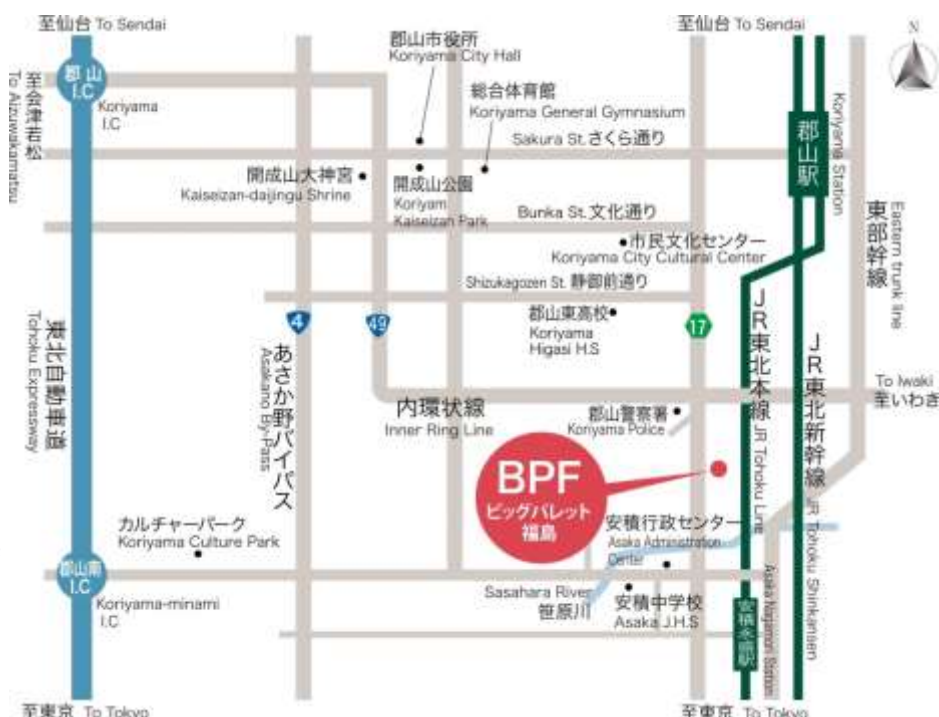 至仙台 To Sendai
至仙台 To Sendai
N
郡山市役所
Koriyama City Hall
郡山
I.C
Koriyama
I.C
至会津若松
To Aizuwakamatsu
総合体育館
Koriyama General Gymnasium
Sakura St. さくら通り
郡山駅
Koriyama Station
開成山大神宮
Kaiseizan-daijingu Shrine
開成山公園
Koriyam
Kaiseizan Park
Bunka St. 文化通り
東部幹線
Eastern trunk line
市民文化センター
Koriyama City Cultural Center
Shizukagozen St. 静御前通り
4
49
17
郡山東高校
Koriyama
Higasi H.S
東北自動車道
Tohoku Expressway
あさか野バイパス
Asakano By-Pass
JR東北本線
JR Tohoku Line
JR東北新幹線
JR Tohoku Shinkansen
To Iwaki
至いわき
内環状線
Inner Ring Line
郡山警察署
Koriyama Police
BPF
ビッグパレット
福島
カルチャーパーク
Koriyama Culture Park
安積行政センター
Asaka Administration
Center
郡山南
I.C
Koriyama-minami
I.C
Sasahara River
笹原川
安積中学校
Asaka J.H.S
安積永盛駅
Asaka Nagamori Station
至東京 To Tokyo
至東京 To Tokyo